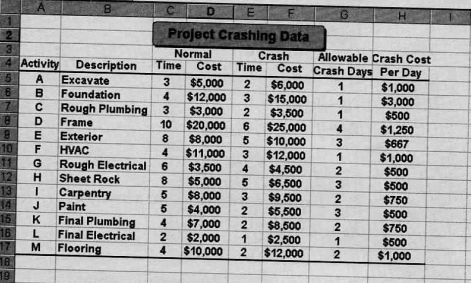 A B C D E F G H
1
2 Project Crashing Data
3 Normal Crash Allowable Crash Cost
4 Activity Description Time Cost Time Cost Crash Days Per Day
5 A Excavate 3 $5,000 2 $6,000 1 $1,000
6 B Foundation 4 $12,000 3 $15,000 1 $3,000
7 C Rough Plumbing 3 $3,000 2 $3,500 1 $500
8 D Frame 10 $20,000 6 $25,000 4 $1,250
9 E Exterior 8 $8,000 5 $10,000 3 $667
10 F HVAC 4 $11,000 3 $12,000 1 $1,000
11 G Rough Electrical 6 $3,500 4 $4,500 2 $500
12 H Sheet Rock 8 $5,000 5 $6,500 3 $500
13 I Carpentry 5 $8,000 3 $9,500 2 $750
14 J Paint 5 $4,000 2 $5,500 3 $500
15 K Final Plumbing 4 $7,000 2 $8,500 2 $750
16 L Final Electrical 2 $2,000 1 $2,500 1 $500
17 M Flooring 4 $10,000 2 $12,000 2 $1,000
18
19